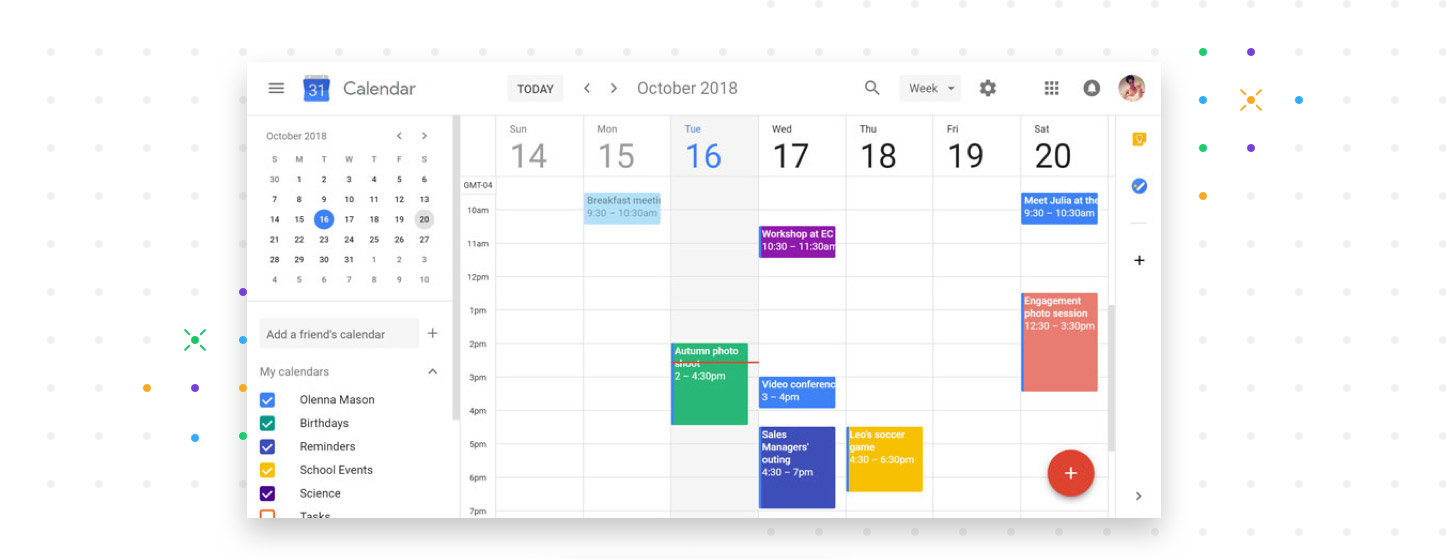 31 Calendar TODAY October 2018 Week
October 2018
S M T W T F S
30 1 2 3 4 5 6
7 8 9 10 11 12 13
14 15 16 17 18 19 20
21 22 23 24 25 26 27
28 29 30 31 1 2 3
4 5 6 7 8 9 10
Add a friend's calendar
My calendars
Olenna Mason
Birthdays
Reminders
School Events
Science
Tasks
Sun Mon Tue Wed Thu Fri Sat
14 15 16 17 18 19 20
GMT-04
10am
11am
12pm
1pm
2pm
3pm
4pm
5pm
6pm
7pm
Breakfast meetin
9:30 – 10:30am
Autumn photo
shoot
2 – 4:30pm
Workshop at EC
10:30 – 11:30am
Video conferenc
3 – 4pm
Sales
Managers'
outing
4:30 – 7pm
Leo's soccer
game
4:30 – 6:30pm
Meet Julia at the
9:30 – 10:30am
Engagement
photo session
12:30 – 3:30pm